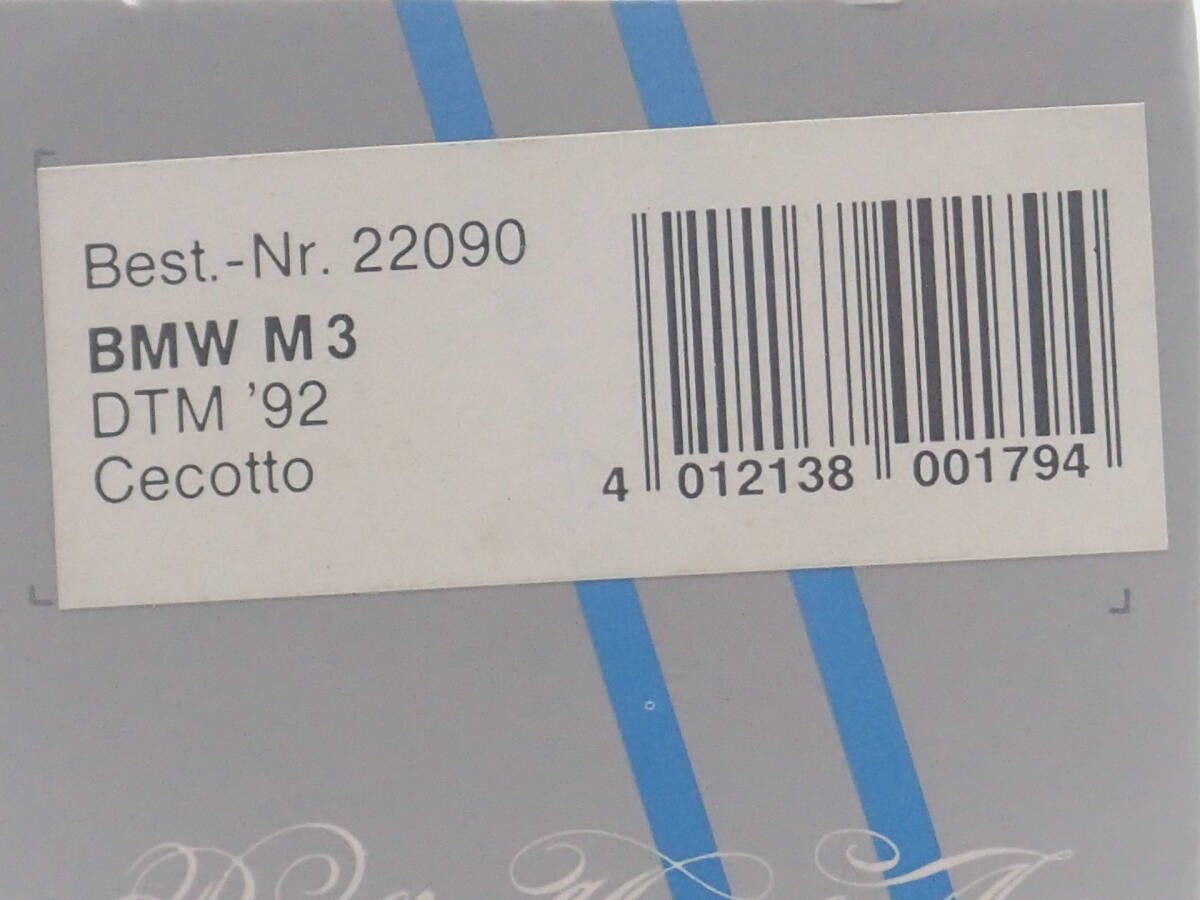 Best.-Nr. 22090
BMW M3
DTM '92
Cecotto
4 012138 001794